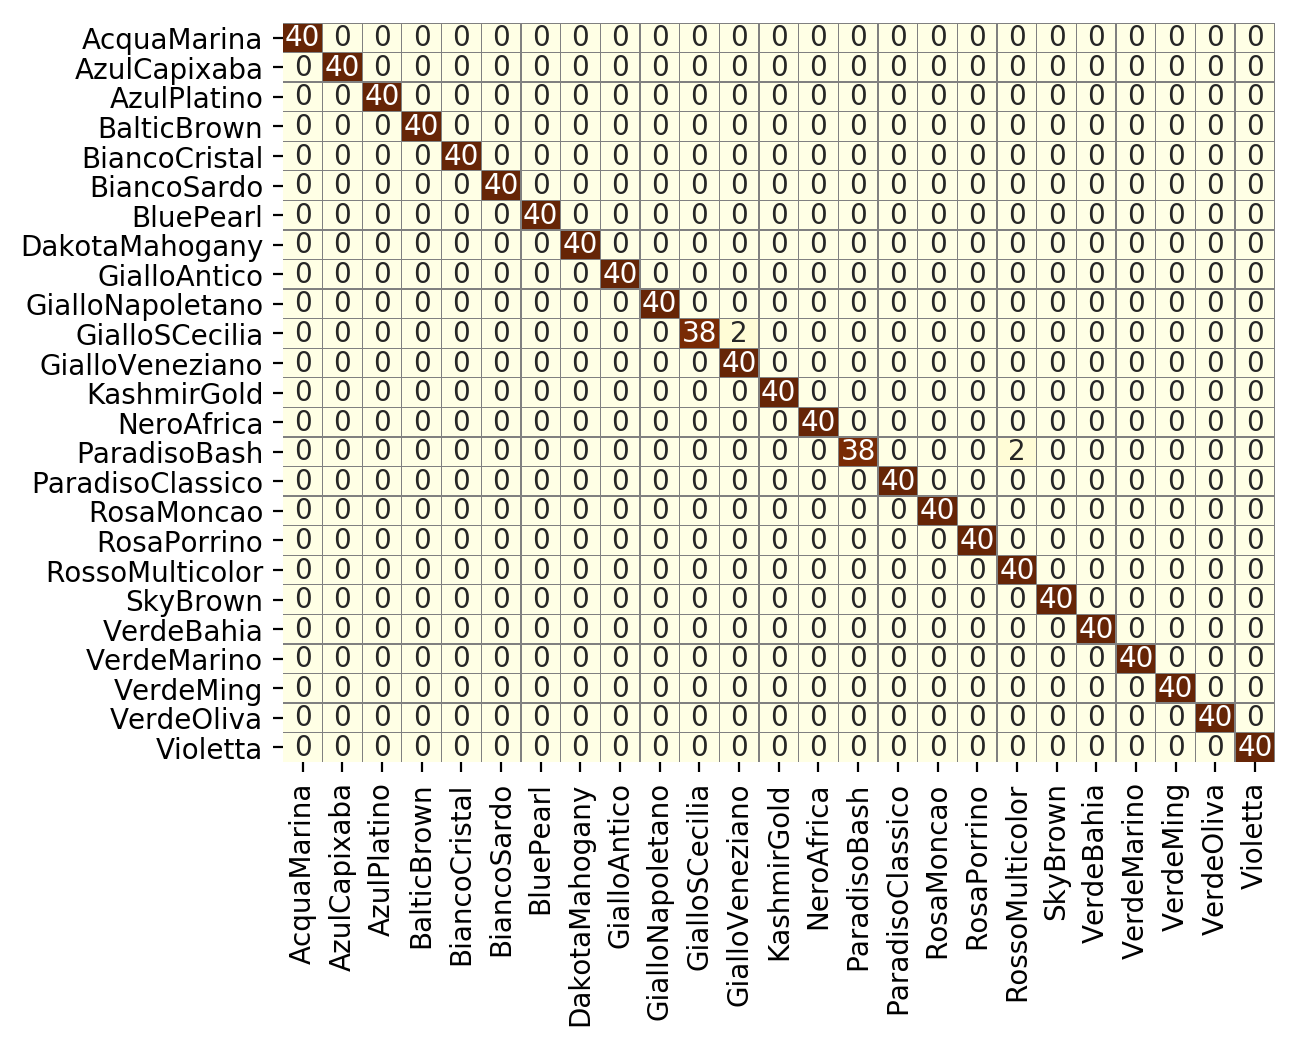 AcquaMarina 40 0 0 0 0 0 0 0 0 0 0 0 0 0 0 0 0 0 0 0 0 0 0 0 0
AzulCapixaba 0 40 0 0 0 0 0 0 0 0 0 0 0 0 0 0 0 0 0 0 0 0 0 0 0
AzulPlatino 0 0 40 0 0 0 0 0 0 0 0 0 0 0 0 0 0 0 0 0 0 0 0 0 0
BalticBrown 0 0 0 40 0 0 0 0 0 0 0 0 0 0 0 0 0 0 0 0 0 0 0 0 0
BiancoCristal 0 0 0 0 40 0 0 0 0 0 0 0 0 0 0 0 0 0 0 0 0 0 0 0 0
BiancoSardo 0 0 0 0 0 40 0 0 0 0 0 0 0 0 0 0 0 0 0 0 0 0 0 0 0
BluePearl 0 0 0 0 0 0 40 0 0 0 0 0 0 0 0 0 0 0 0 0 0 0 0 0 0
DakotaMahogany 0 0 0 0 0 0 0 40 0 0 0 0 0 0 0 0 0 0 0 0 0 0 0 0 0
GialloAntico 0 0 0 0 0 0 0 0 40 0 0 0 0 0 0 0 0 0 0 0 0 0 0 0 0
GialloNapoletano 0 0 0 0 0 0 0 0 0 40 0 0 0 0 0 0 0 0 0 0 0 0 0 0 0
GialloSCecilia 0 0 0 0 0 0 0 0 0 0 38 2 0 0 0 0 0 0 0 0 0 0 0 0 0
GialloVeneziano 0 0 0 0 0 0 0 0 0 0 0 40 0 0 0 0 0 0 0 0 0 0 0 0 0
KashmirGold 0 0 0 0 0 0 0 0 0 0 0 0 40 0 0 0 0 0 0 0 0 0 0 0 0
NeroAfrica 0 0 0 0 0 0 0 0 0 0 0 0 0 40 0 0 0 0 0 0 0 0 0 0 0
ParadisoBash 0 0 0 0 0 0 0 0 0 0 0 0 0 0 38 0 0 0 2 0 0 0 0 0 0
ParadisoClassico 0 0 0 0 0 0 0 0 0 0 0 0 0 0 0 40 0 0 0 0 0 0 0 0 0
RosaMoncao 0 0 0 0 0 0 0 0 0 0 0 0 0 0 0 0 40 0 0 0 0 0 0 0 0
RosaPorrino 0 0 0 0 0 0 0 0 0 0 0 0 0 0 0 0 0 40 0 0 0 0 0 0 0
RossoMulticolor 0 0 0 0 0 0 0 0 0 0 0 0 0 0 0 0 0 0 40 0 0 0 0 0 0
SkyBrown 0 0 0 0 0 0 0 0 0 0 0 0 0 0 0 0 0 0 0 40 0 0 0 0 0
VerdeBahia 0 0 0 0 0 0 0 0 0 0 0 0 0 0 0 0 0 0 0 0 40 0 0 0 0
VerdeMarino 0 0 0 0 0 0 0 0 0 0 0 0 0 0 0 0 0 0 0 0 0 40 0 0 0
VerdeMing 0 0 0 0 0 0 0 0 0 0 0 0 0 0 0 0 0 0 0 0 0 0 40 0 0
VerdeOliva 0 0 0 0 0 0 0 0 0 0 0 0 0 0 0 0 0 0 0 0 0 0 0 40 0
Violetta 0 0 0 0 0 0 0 0 0 0 0 0 0 0 0 0 0 0 0 0 0 0 0 0 40
AcquaMarina
AzulCapixaba
AzulPlatino
BalticBrown
BiancoCristal
BiancoSardo
BluePearl
DakotaMahogany
GialloAntico
GialloNapoletano
GialloSCecilia
GialloVeneziano
KashmirGold
NeroAfrica
ParadisoBash
ParadisoClassico
RosaMoncao
RosaPorrino
RossoMulticolor
SkyBrown
VerdeBahia
VerdeMarino
VerdeMing
VerdeOliva
Violetta